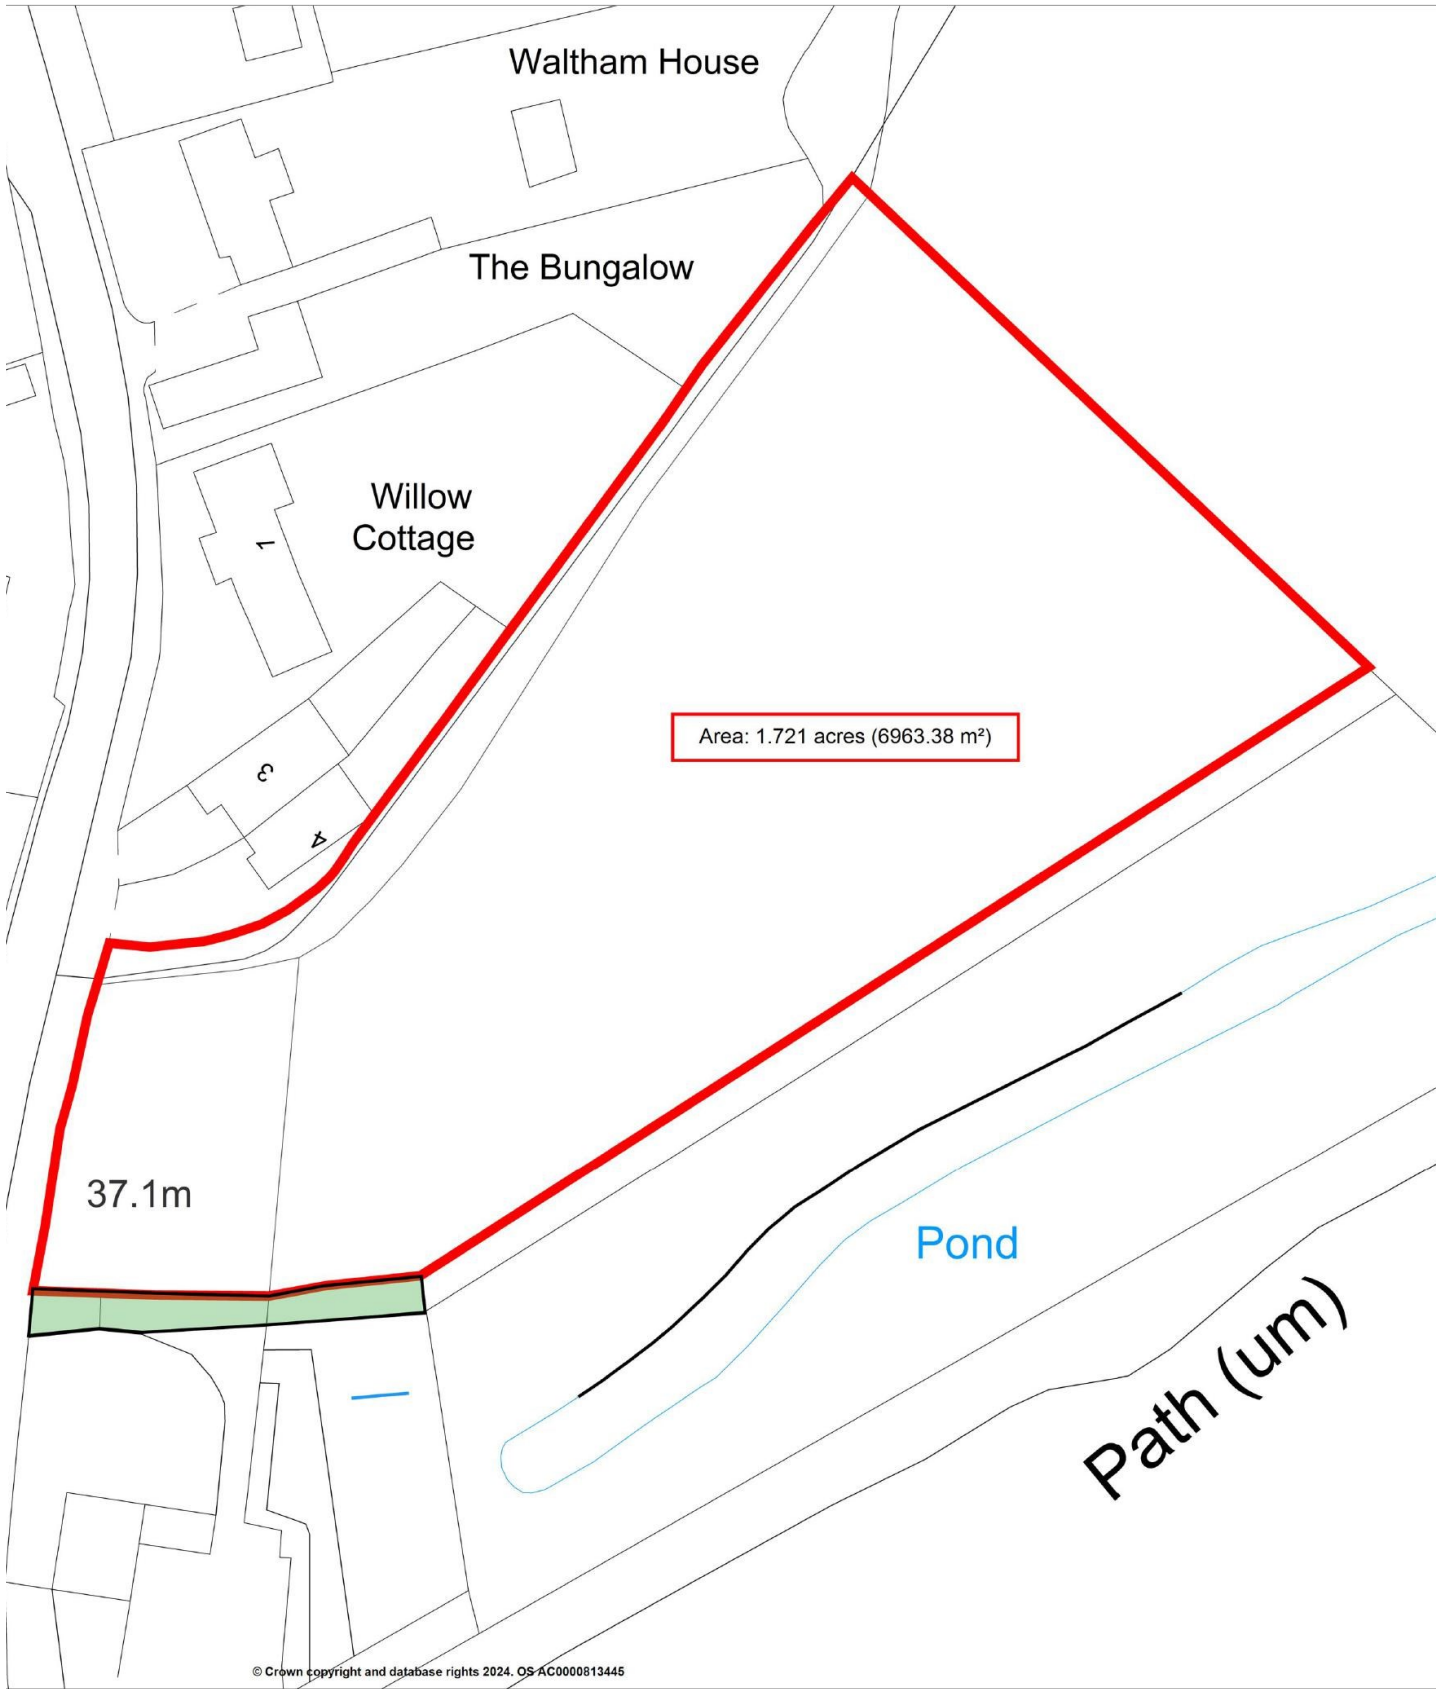 Waltham House
The Bungalow
Willow
Cottage
1
3
4
Area: 1.721 acres (6963.38 m²)
37.1m
Pond
Path (um)
© Crown copyright and database rights 2024. OS AC0000813445